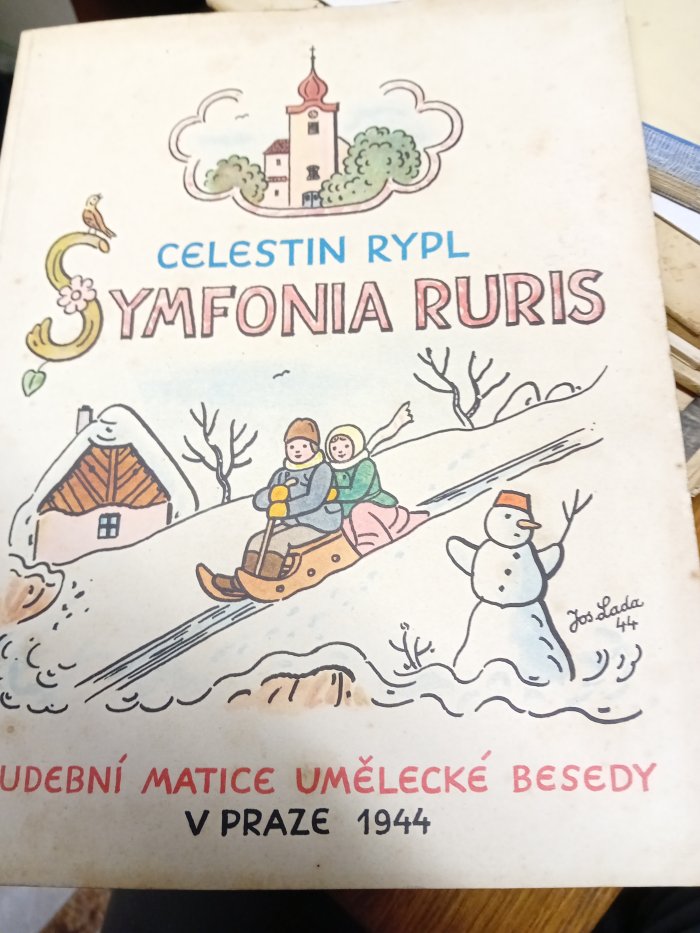 CELESTIN RYPL
SYMFONIA RURIS
Jos. Lada
44
UDEBNÍ MATICE UMĚLECKÉ BESEDY
V PRAZE 1944